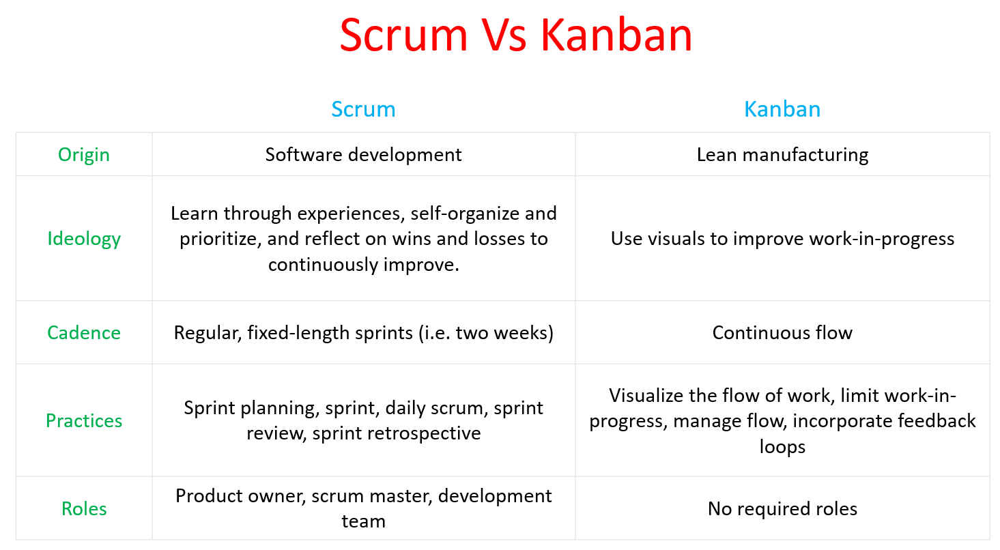 Scrum Vs Kanban
Scrum Kanban
Origin Software development Lean manufacturing
Ideology
Learn through experiences, self-organize and
prioritize, and reflect on wins and losses to
continuously improve.
Use visuals to improve work-in-progress
Cadence Regular, fixed-length sprints (i.e. two weeks) Continuous flow
Practices
Sprint planning, sprint, daily scrum, sprint
review, sprint retrospective
Visualize the flow of work, limit work-in-
progress, manage flow, incorporate feedback
loops
Roles
Product owner, scrum master, development
team
No required roles